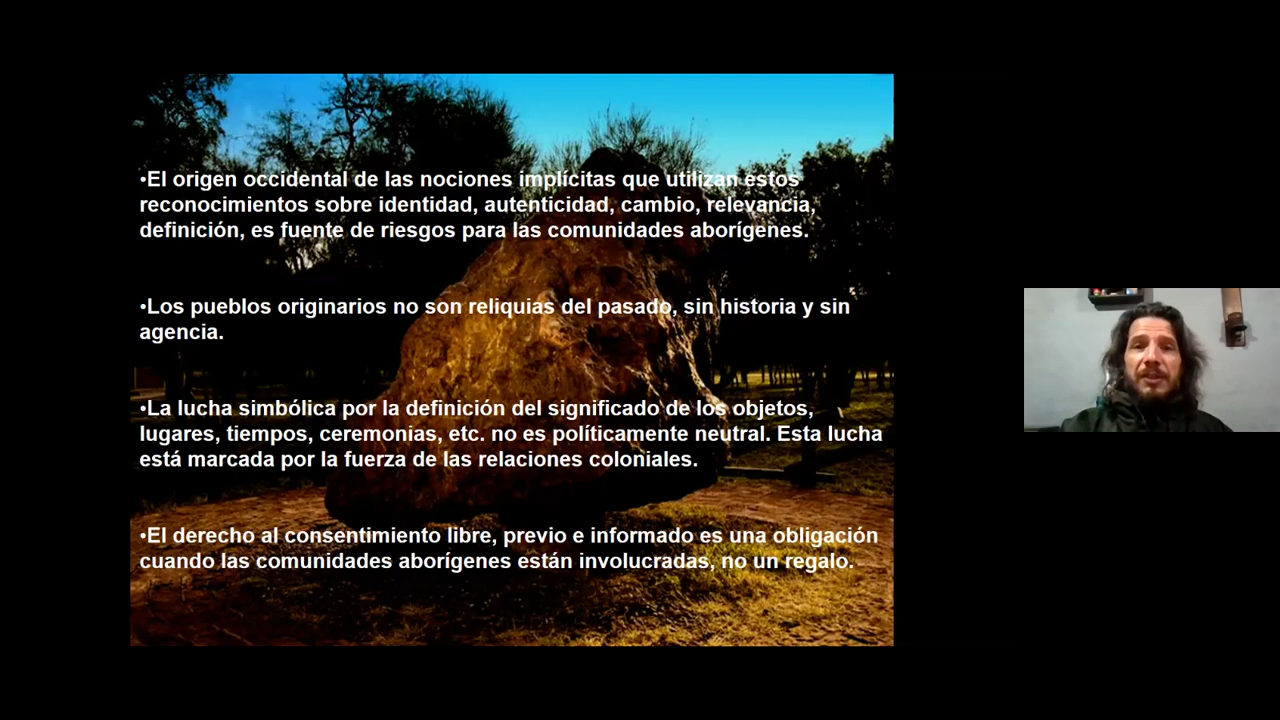 •El origen occidental de las nociones implícitas que utilizan estos
reconocimientos sobre identidad, autenticidad, cambio, relevancia,
definición, es fuente de riesgos para las comunidades aborígenes.
•Los pueblos originarios no son reliquias del pasado, sin historia y sin
agencia.
•La lucha simbólica por la definición del significado de los objetos,
lugares, tiempos, ceremonias, etc. no es políticamente neutral. Esta lucha
está marcada por la fuerza de las relaciones coloniales.
•El derecho al consentimiento libre, previo e informado es una obligación
cuando las comunidades aborígenes están involucradas, no un regalo.